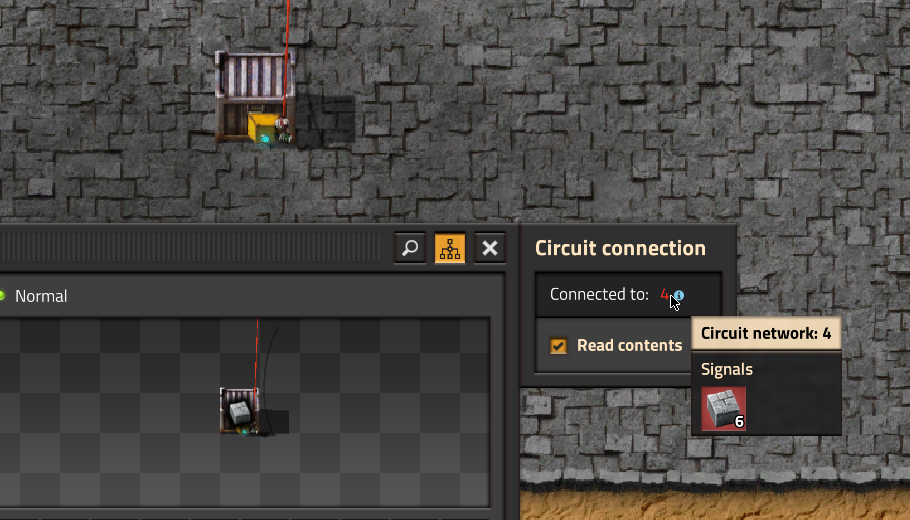 Circuit connection
Normal
Connected to: 4
Read contents
Circuit network: 4
Signals
6